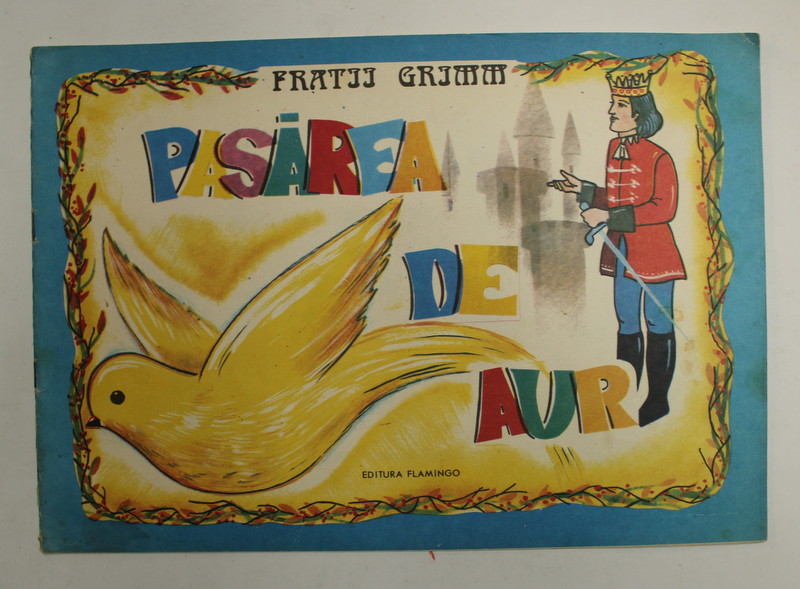 FRAȚII GRIMM
PASĂREA
DE
AUR
EDITURA FLAMINGO